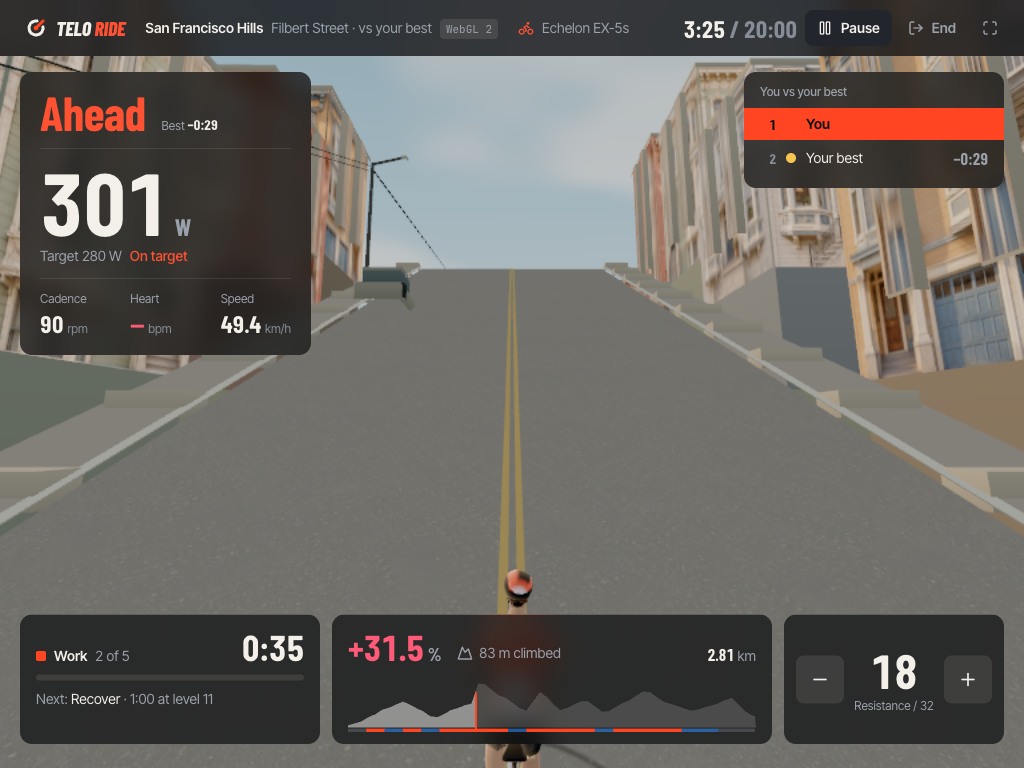 TELO RIDE San Francisco Hills Filbert Street · vs your best WebGL 2 Echelon EX-5s 3:25 / 20:00 Pause End
Ahead Best −0:29
301 W
Target 280 W On target
Cadence Heart Speed
90 rpm — bpm 49.4 km/h
You vs your best
1 You
2 Your best −0:29
Work 2 of 5 0:35
Next: Recover · 1:00 at level 11
+31.5 % 83 m climbed 2.81 km
− 18 +
Resistance / 32